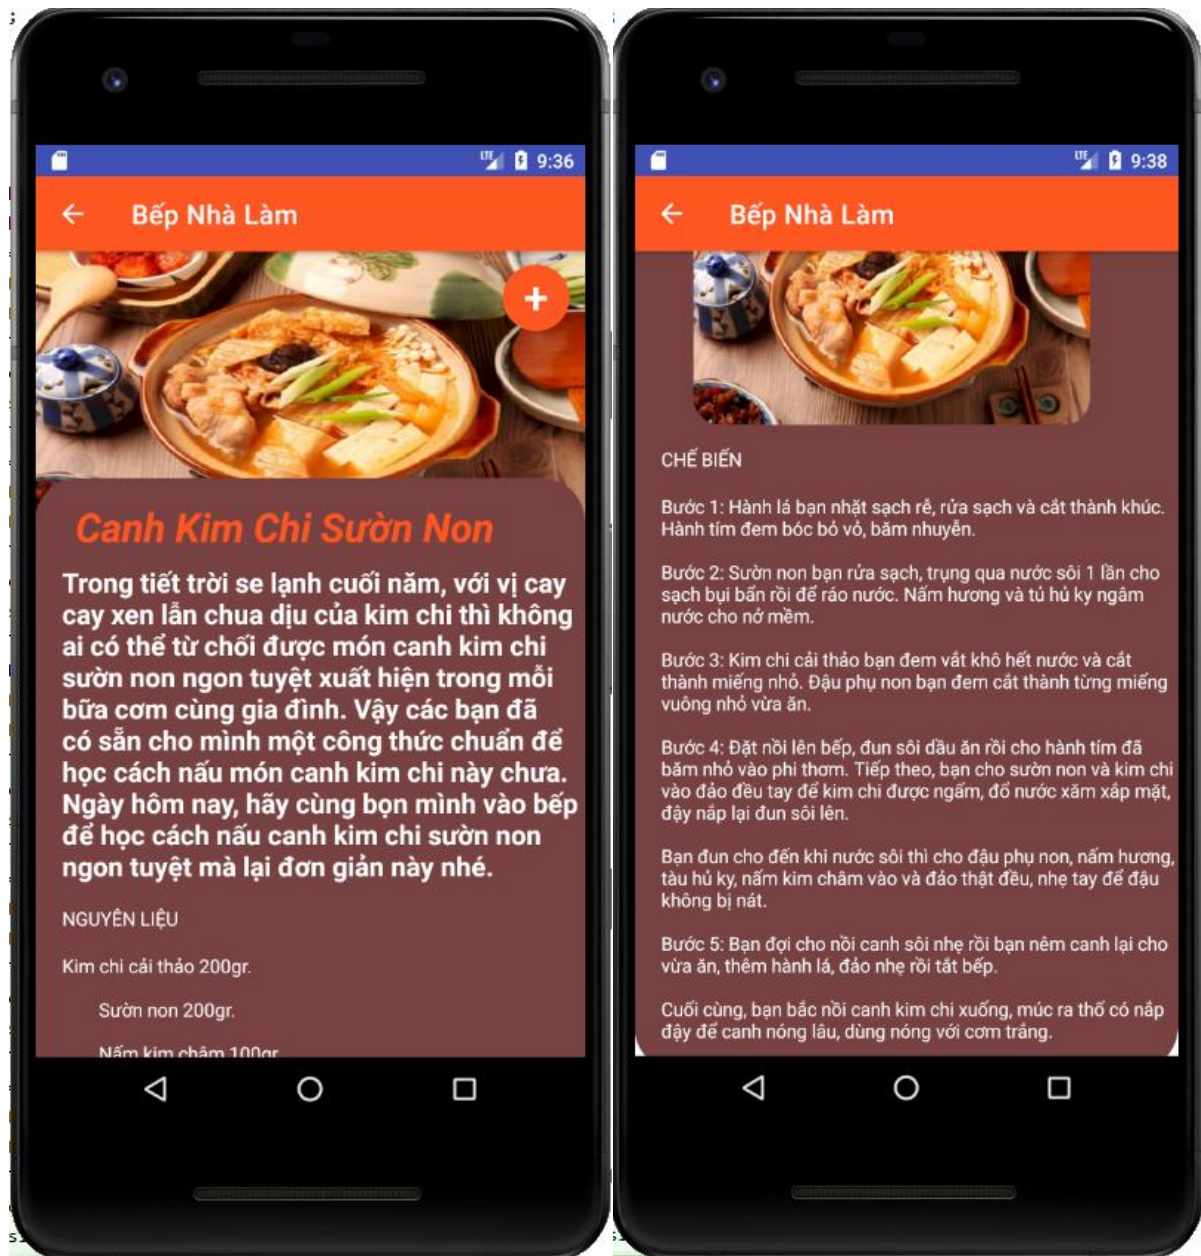 LTE 9:36
Bếp Nhà Làm
Canh Kim Chi Sườn Non
Trong tiết trời se lạnh cuối năm, với vị cay
cay xen lẫn chua dịu của kim chi thì không
ai có thể từ chối được món canh kim chi
sườn non ngon tuyệt xuất hiện trong mỗi
bữa cơm cùng gia đình. Vậy các bạn đã
có sẵn cho mình một công thức chuẩn để
học cách nấu món canh kim chi này chưa.
Ngày hôm nay, hãy cùng bọn mình vào bếp
để học cách nấu canh kim chi sườn non
ngon tuyệt mà lại đơn giản này nhé.
NGUYÊN LIỆU
Kim chi cải thảo 200gr.
Sườn non 200gr.
Nấm kim châm 100gr
LTE 9:38
Bếp Nhà Làm
CHẾ BIẾN
Bước 1: Hành lá bạn nhặt sạch rễ, rửa sạch và cắt thành khúc.
Hành tím đem bóc bỏ vỏ, băm nhuyễn.
Bước 2: Sườn non bạn rửa sạch, trụng qua nước sôi 1 lần cho
sạch bụi bẩn rồi để ráo nước. Nấm hương và tủ hủ ky ngâm
nước cho nở mềm.
Bước 3: Kim chi cải thảo bạn đem vắt khô hết nước và cắt
thành miếng nhỏ. Đậu phụ non bạn đem cắt thành từng miếng
vuông nhỏ vừa ăn.
Bước 4: Đặt nồi lên bếp, đun sôi dầu ăn rồi cho hành tím đã
băm nhỏ vào phi thơm. Tiếp theo, bạn cho sườn non và kim chi
vào đảo đều tay để kim chi được ngấm, đổ nước xăm xắp mặt,
đậy nắp lại đun sôi lên.
Bạn đun cho đến khi nước sôi thì cho đậu phụ non, nấm hương,
tàu hủ ky, nấm kim châm vào và đảo thật đều, nhẹ tay để đậu
không bị nát.
Bước 5: Bạn đợi cho nồi canh sôi nhẹ rồi bạn nêm canh lại cho
vừa ăn, thêm hành lá, đảo nhẹ rồi tắt bếp.
Cuối cùng, bạn bắc nồi canh kim chi xuống, múc ra thố có nắp
đậy để canh nóng lâu, dùng nóng với cơm trắng.